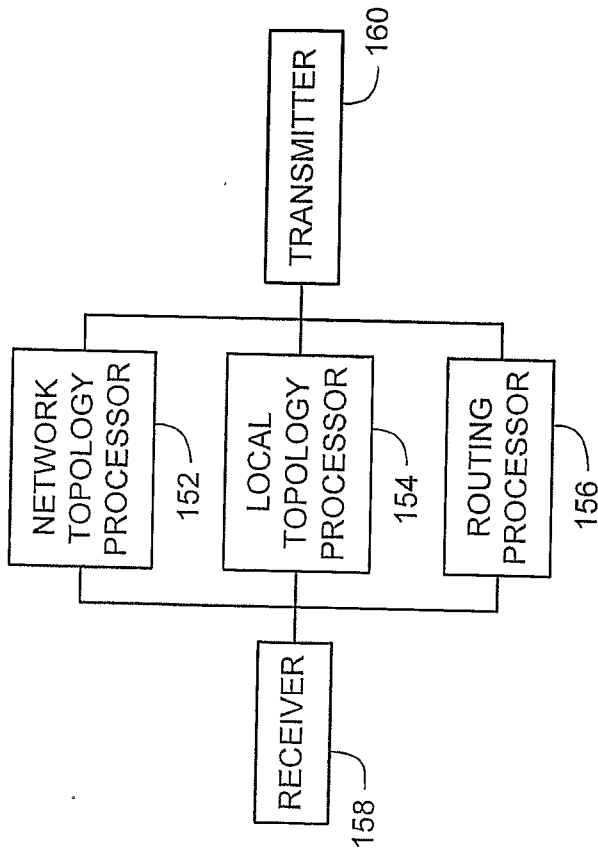 RECEIVER
158
NETWORK
TOPOLOGY
PROCESSOR
152
LOCAL
TOPOLOGY
PROCESSOR
154
ROUTING
PROCESSOR
156
TRANSMITTER
160